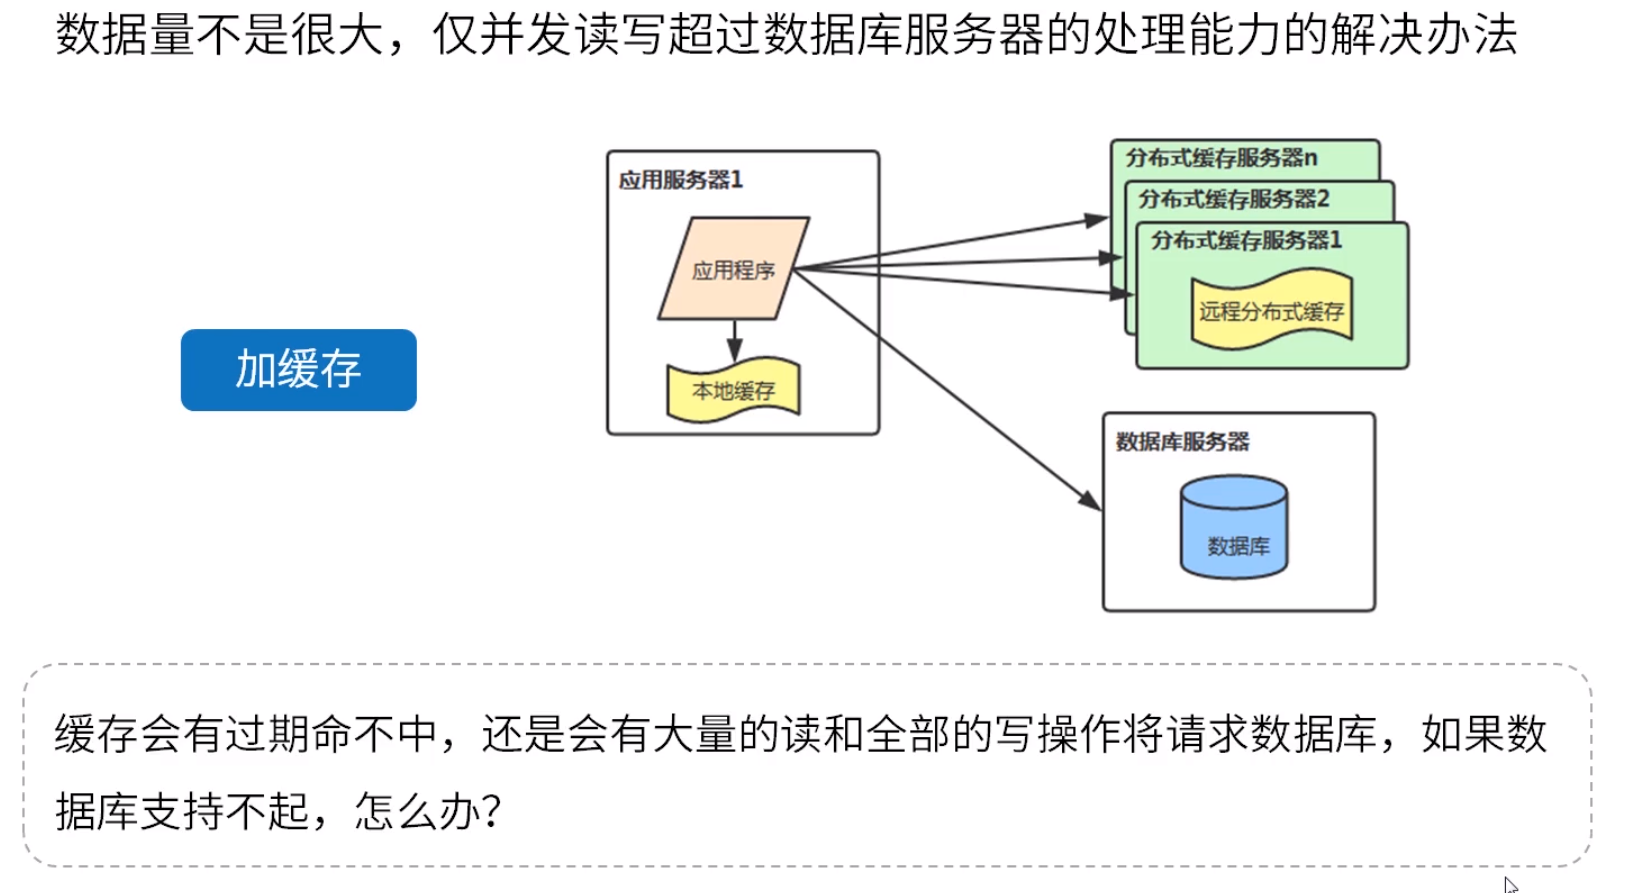 数据量不是很大，仅并发读写超过数据库服务器的处理能力的解决办法
应用服务器1
应用程序
本地缓存
分布式缓存服务器n
分布式缓存服务器2
分布式缓存服务器1
远程分布式缓存
加缓存
数据库服务器
数据库
缓存会有过期命不中，还是会有大量的读和全部的写操作将请求数据库，如果数
据库支持不起，怎么办？